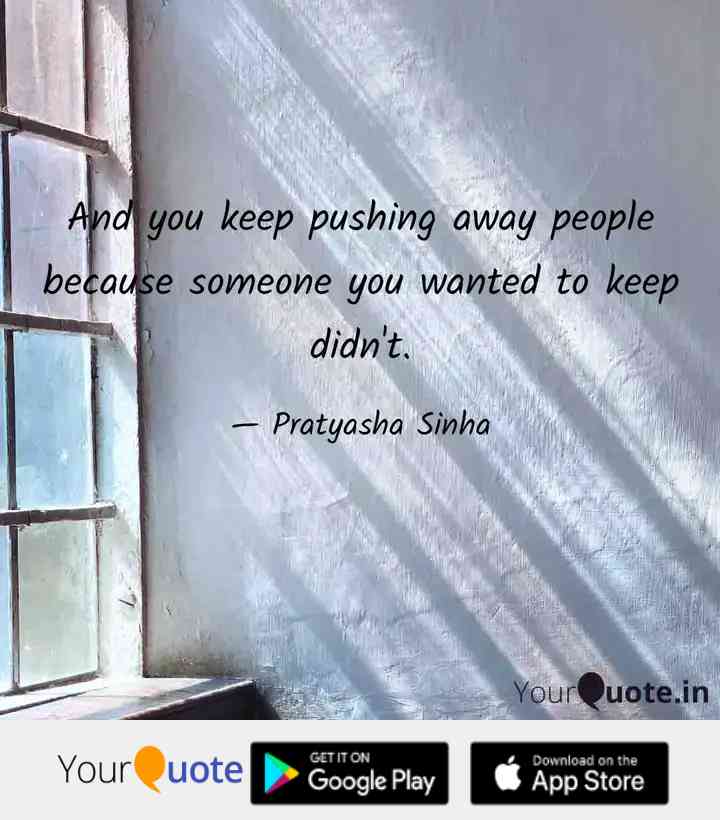 And you keep pushing away people
because someone you wanted to keep
didn't.
— Pratyasha Sinha
YourQuote.in
YourQuote
GET IT ON
Google Play
Download on the
App Store